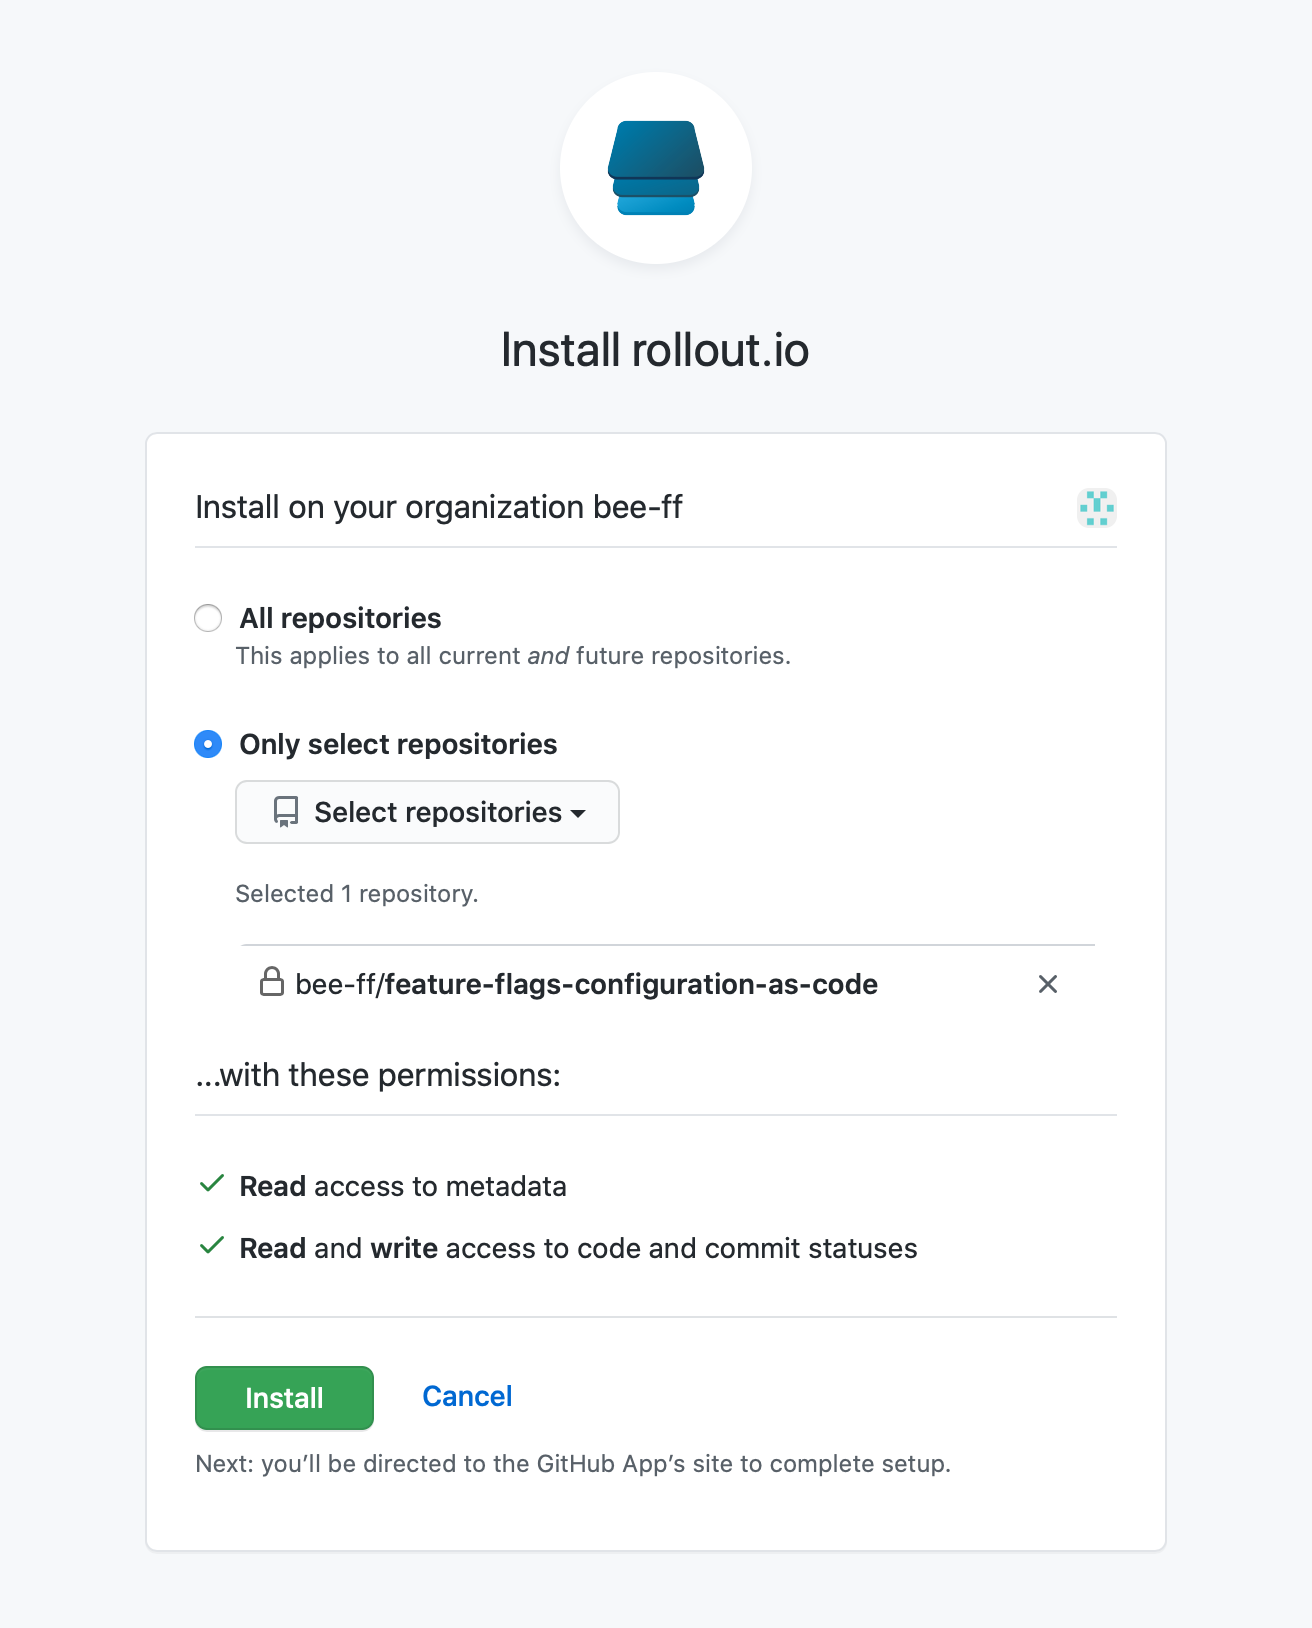 Install rollout.io
Install on your organization bee-ff
All repositories
This applies to all current and future repositories.
Only select repositories
Select repositories
Selected 1 repository.
bee-ff/feature-flags-configuration-as-code
...with these permissions:
Read access to metadata
Read and write access to code and commit statuses
Install
Cancel
Next: you’ll be directed to the GitHub App’s site to complete setup.